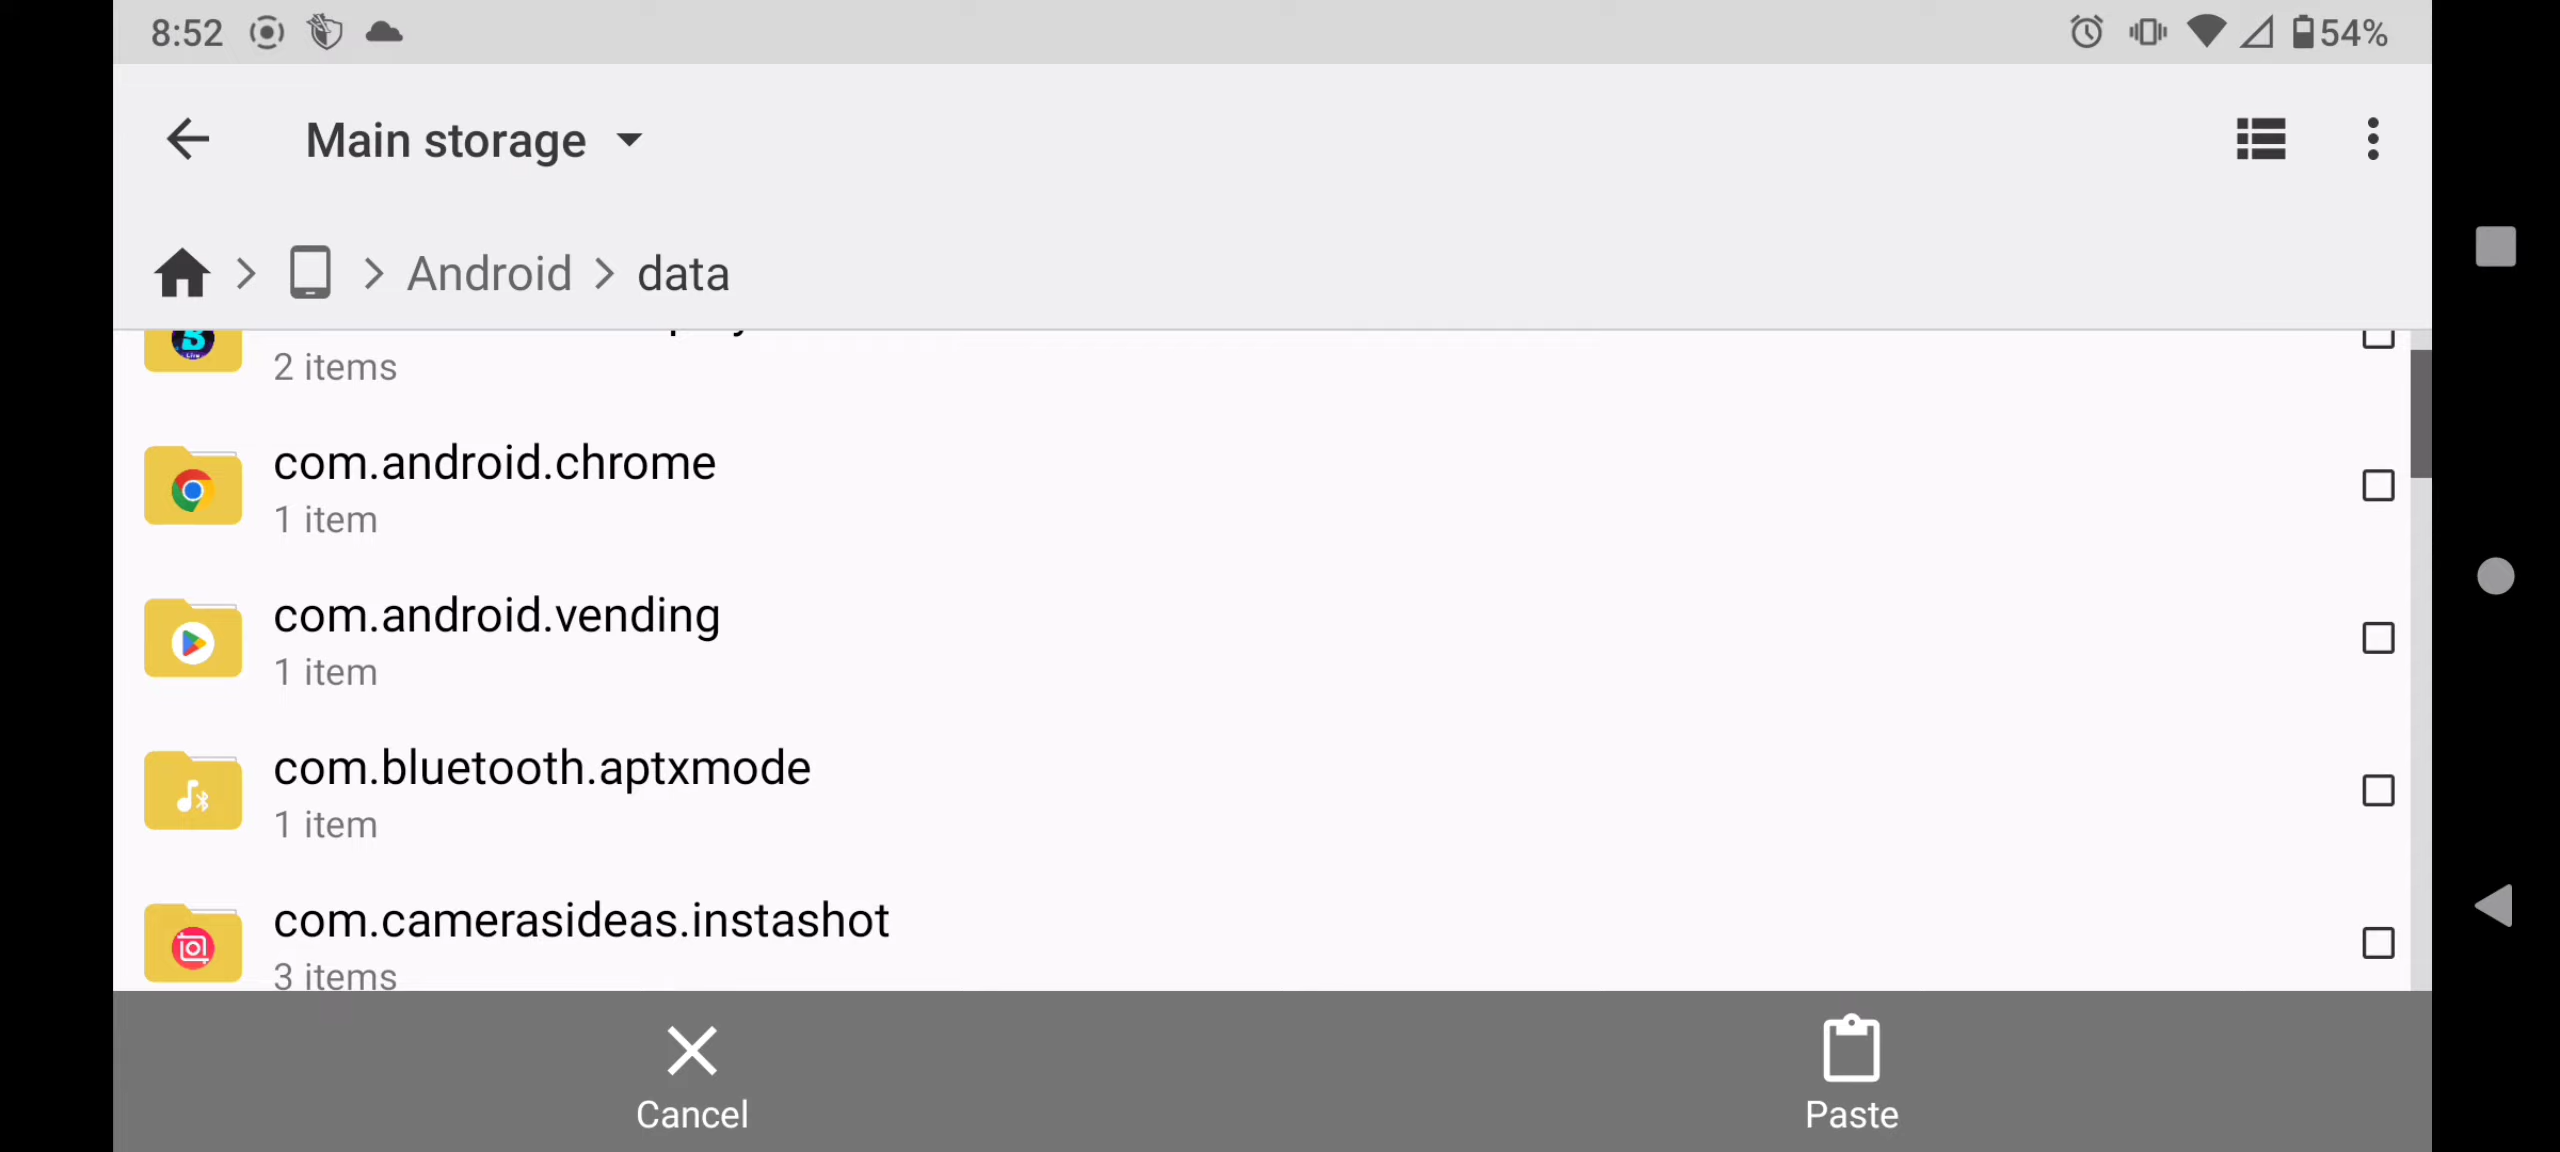 8:52
54%
Main storage
Android > data
2 items
com.android.chrome
1 item
com.android.vending
1 item
com.bluetooth.aptxmode
1 item
com.camerasideas.instashot
3 items
Cancel
Paste